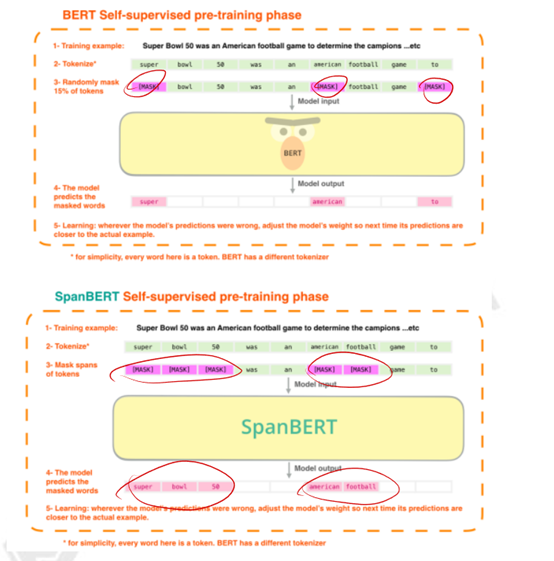 BERT Self-supervised pre-training phase
1- Training example: Super Bowl 50 was an American football game to determine the campions ...etc
2- Tokenize* super bowl 50 was an american football game to
3- Randomly mask
15% of tokens
[MASK] bowl 50 was an [MASK] football game [MASK]
Model input
BERT
Model output
4- The model
predicts the
masked words
super american to
5- Learning: wherever the model's predictions were wrong, adjust the model's weight so next time its predictions are
closer to the actual example.
* for simplicity, every word here is a token. BERT has a different tokenizer
SpanBERT Self-supervised pre-training phase
1- Training example: Super Bowl 50 was an American football game to determine the campions ...etc
2- Tokenize* super bowl 50 was an american football game to
3- Mask spans
of tokens
[MASK] [MASK] [MASK] was an [MASK] [MASK] game to
Model input
SpanBERT
Model output
4- The model
predicts the
masked words
super bowl 50 american football
5- Learning: wherever the model's predictions were wrong, adjust the model's weight so next time its predictions are
closer to the actual example.
* for simplicity, every word here is a token. BERT has a different tokenizer